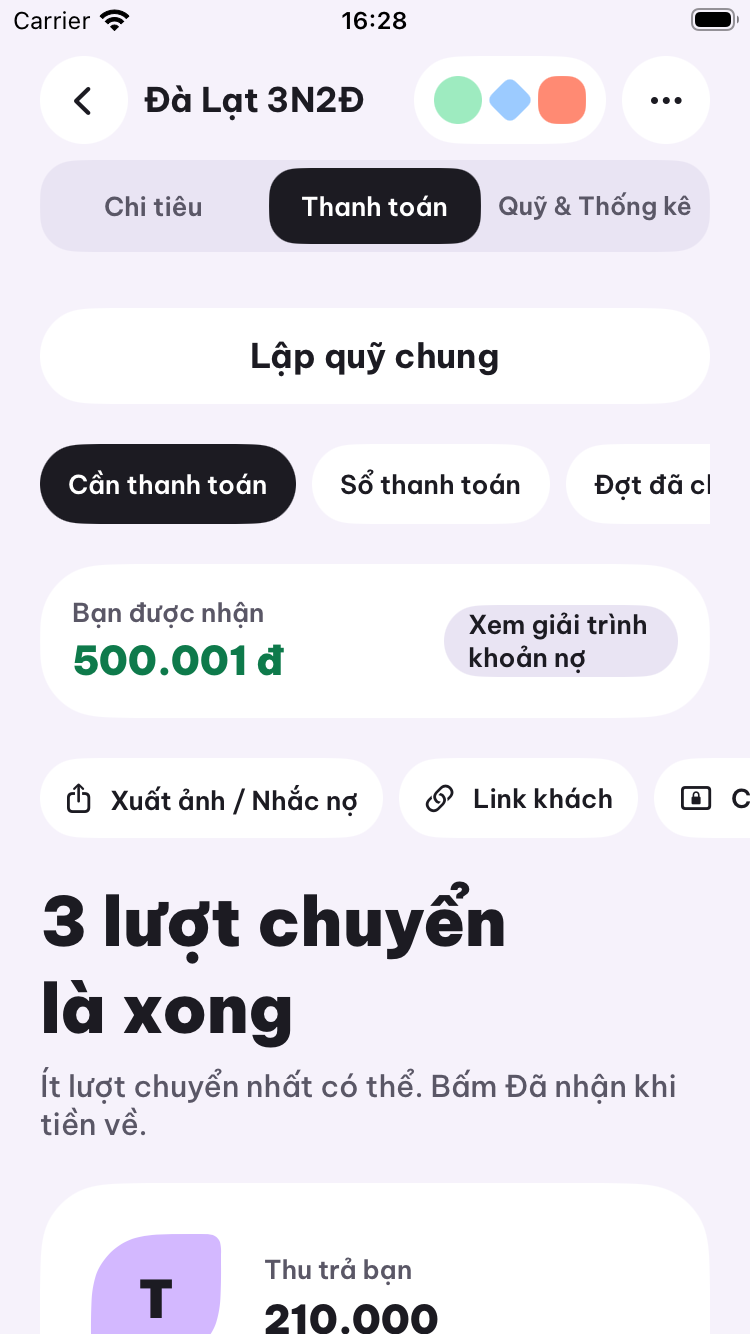 Carrier
16:28
Đà Lạt 3N2Đ
Chi tiêu
Thanh toán
Quỹ & Thống kê
Lập quỹ chung
Cần thanh toán
Sổ thanh toán
Đợt đã
Bạn được nhận
500.001 đ
Xem giải trình
khoản nợ
Xuất ảnh / Nhắc nợ
Link khách
3 lượt chuyển
là xong
Ít lượt chuyển nhất có thể. Bấm Đã nhận khi
tiền về.
T
Thu trả bạn
210.000